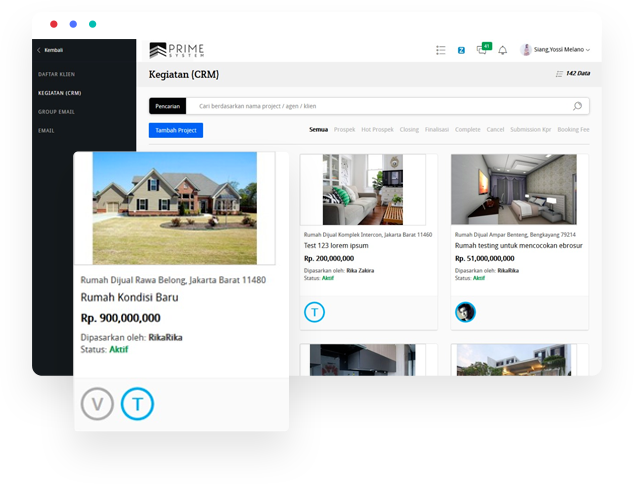 Kembali
PRIME
SYSTEM
41
Siang,Yossi Melano
DAFTAR KLIEN
KEGIATAN (CRM)
GROUP EMAIL
EMAIL
Kegiatan (CRM)
142 Data
Pencarian
Cari berdasarkan nama project / agen / klien
Tambah Project
Semua Prospek Hot Prospek Closing Finalisasi Complete Cancel Submission Kpr Booking Fee
Rumah Dijual Rawa Belong, Jakarta Barat 11480
Rumah Kondisi Baru
Rp. 900,000,000
Dipasarkan oleh: RikaRika
Status: Aktif
V T
Rumah Dijual Komplek Intercon, Jakarta Barat 11460
Test 123 lorem ipsum
Rp. 200,000,000
Dipasarkan oleh: Rika Zalora
Status: Aktif
T
Rumah Dijual Ampar Benteng, Bengkayang 79214
Rumah testing untuk mencocokan ebrosur
Rp. 51,000,000,000
Dipasarkan oleh: RikaRika
Status: Aktif